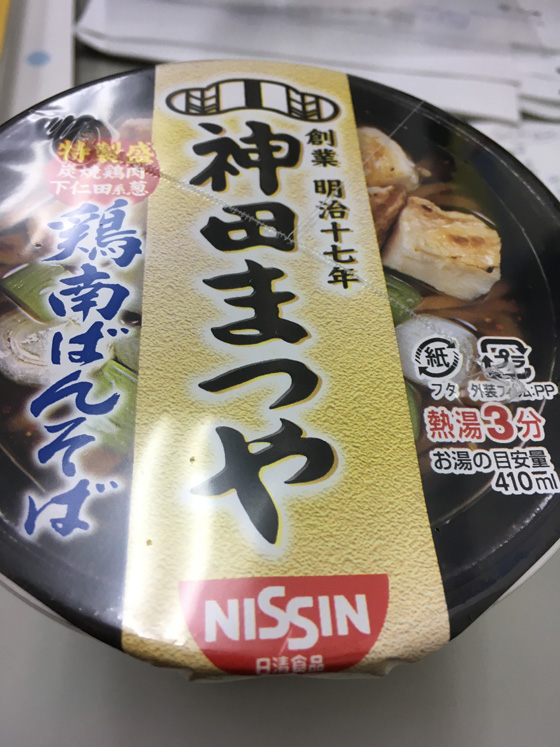 創業 明治十七年
神田まつや
特製盛
炭焼鶏肉
下仁田系葱
鶏南ばんそば
紙
フタ
外装フィルム:PP
熱湯3分
お湯の目安量
410ml
NISSIN
日清食品